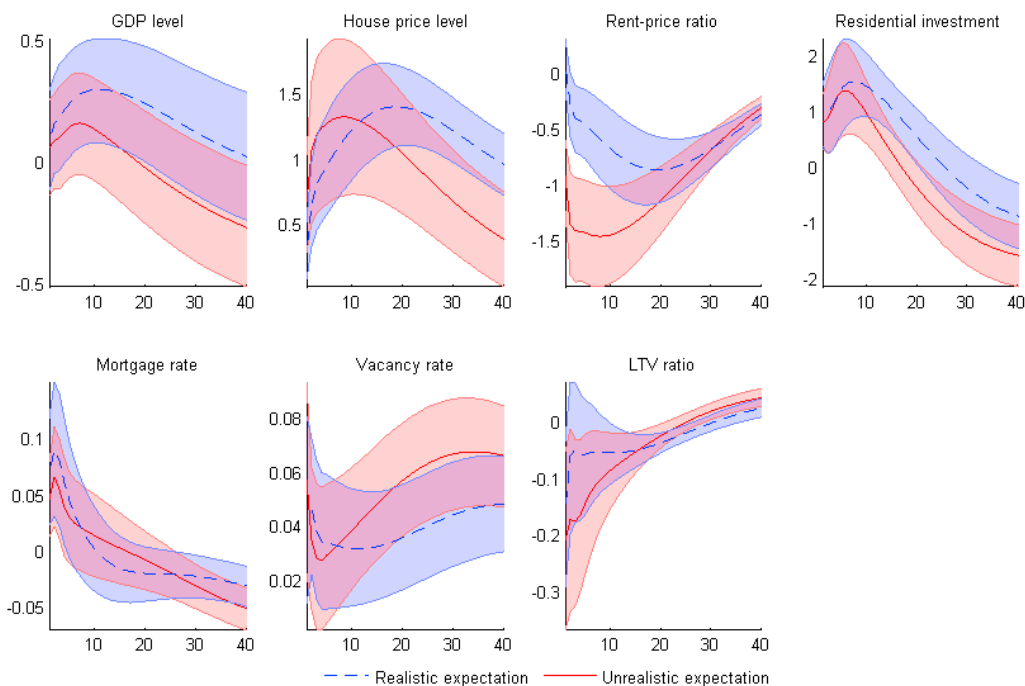 GDP level House price level Rent-price ratio Residential investment
0.5
0
-0.5
10 20 30 40
1.5
1
0.5
10 20 30 40
0
-0.5
-1
-1.5
10 20 30 40
2
1
0
-1
-2
10 20 30 40
Mortgage rate Vacancy rate LTV ratio
0.1
0.05
0
-0.05
10 20 30 40
0.08
0.06
0.04
0.02
10 20 30 40
0
-0.1
-0.2
-0.3
10 20 30 40
Realistic expectation Unrealistic expectation